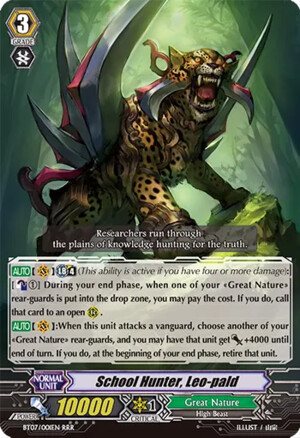 3
GRADE
Researchers run through
the plains of knowledge hunting for the truth.
AUTO LB4 (This ability is active if you have four or more damage):
[1] During your end phase, when one of your «Great Nature»
rear-guards is put into the drop zone, you may pay the cost. If you do, call
that card to an open
AUTO :When this unit attacks a vanguard, choose another of your
«Great Nature» rear-guards, and you may have that unit get +4000 until
end of turn. If you do, at the beginning of your end phase, retire that unit.
NORMAL
UNIT
School Hunter, Leo-pald
POWER
10000
1
CRITICAL
Great Nature
High Beast
BT07/001EN RRR
ILLUST /